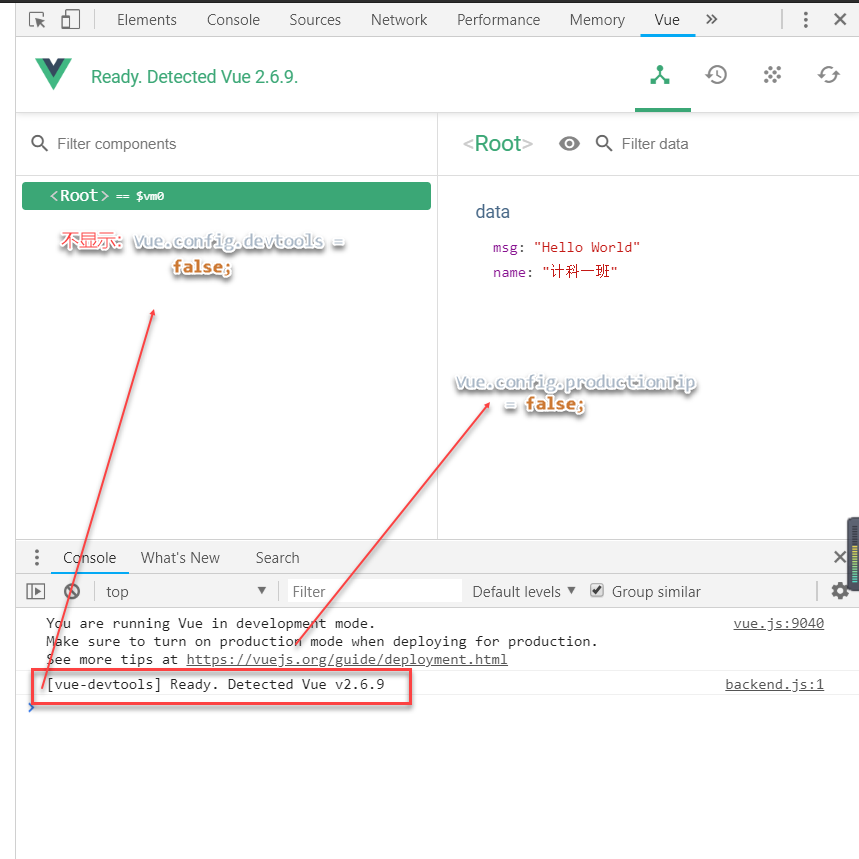 Elements Console Sources Network Performance Memory Vue »
Ready. Detected Vue 2.6.9.
Filter components
<Root> Filter data
<Root> == $vm0
data
不显示: Vue.config.devtools =
false;
msg: "Hello World"
name: "计科一班"
Vue.config.productionTip
= false;
Console What's New Search
top Filter Default levels Group similar
You are running Vue in development mode. vue.js:9040
Make sure to turn on production mode when deploying for production.
See more tips at https://vuejs.org/guide/deployment.html
[vue-devtools] Ready. Detected Vue v2.6.9 backend.js:1